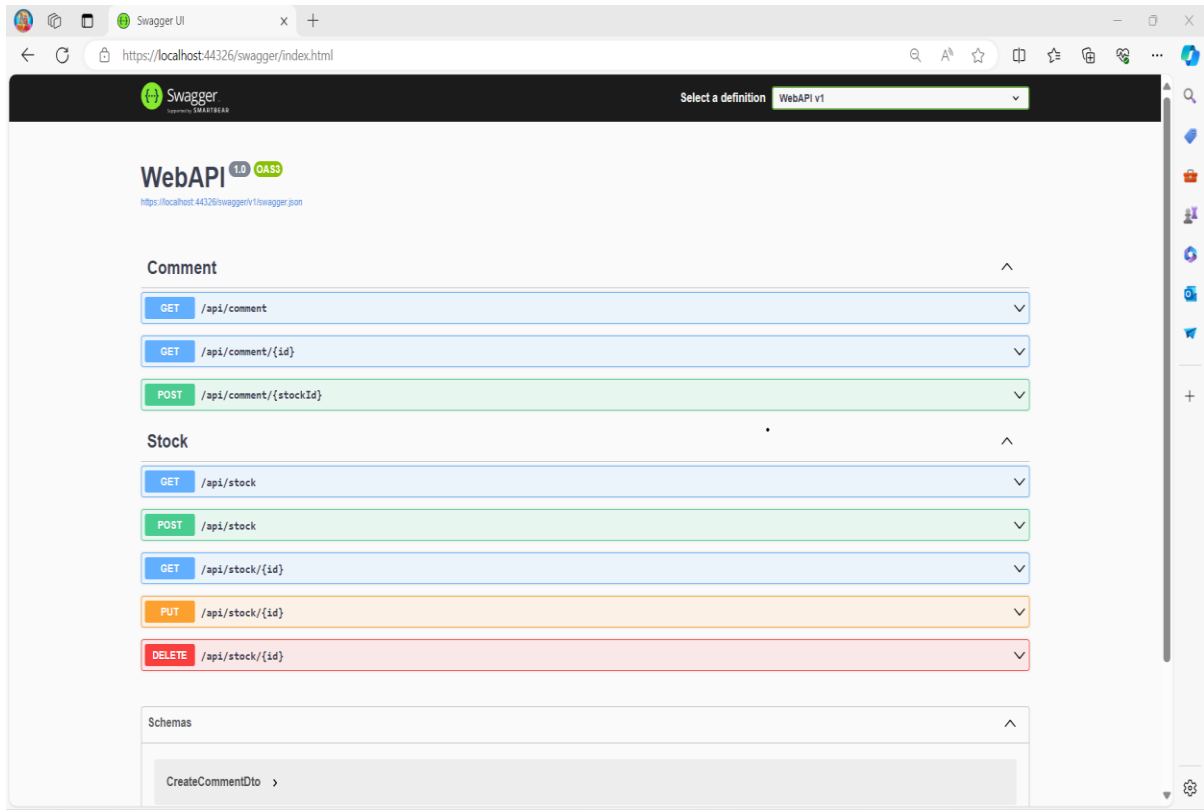 Swagger UI
https://localhost:44326/swagger/index.html
Swagger
Supported by SMARTBEAR
Select a definition
WebAPI v1
WebAPI 1.0 OAS3
https://localhost:44326/swagger/v1/swagger.json
Comment
GET /api/comment
GET /api/comment/{id}
POST /api/comment/{stockId}
Stock
GET /api/stock
POST /api/stock
GET /api/stock/{id}
PUT /api/stock/{id}
DELETE /api/stock/{id}
Schemas
CreateCommentDto